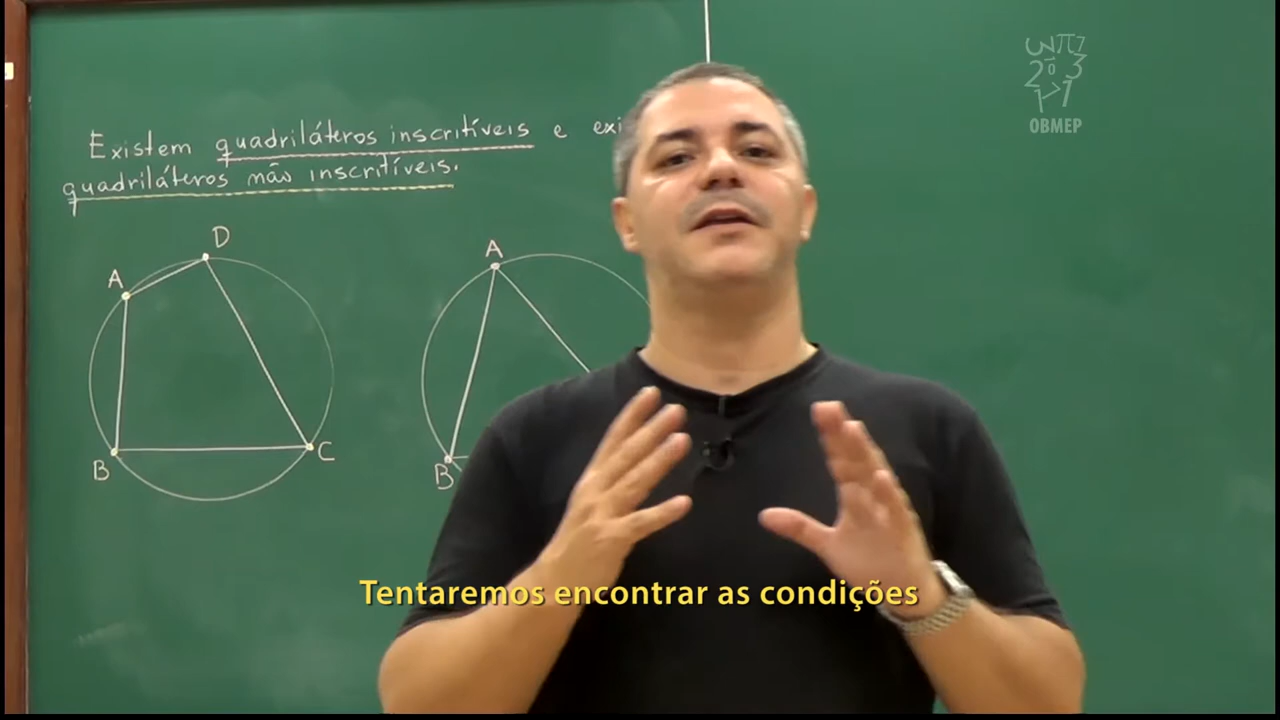 Existem quadriláteros inscritíveis e exi
quadriláteros não inscritíveis.
D
A
B
C
A
B
OBMEP
Tentaremos encontrar as condições